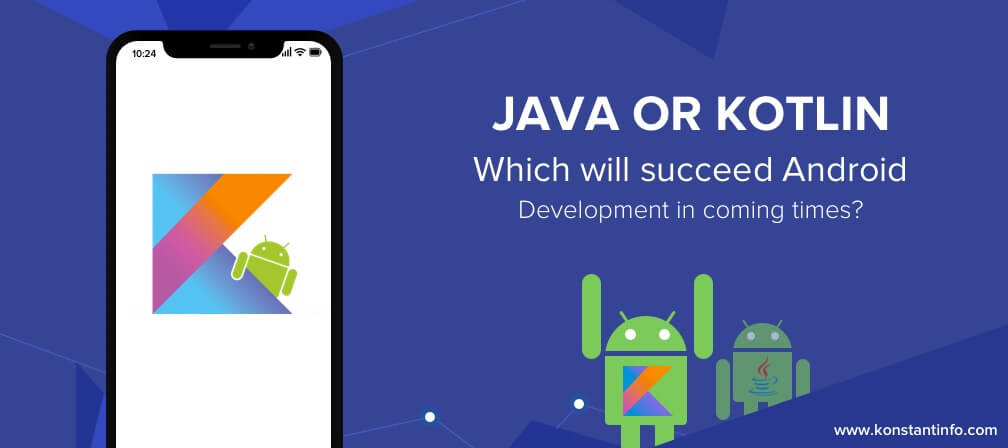 10:24
JAVA OR KOTLIN
Which will succeed Android
Development in coming times?
www.konstantinfo.com